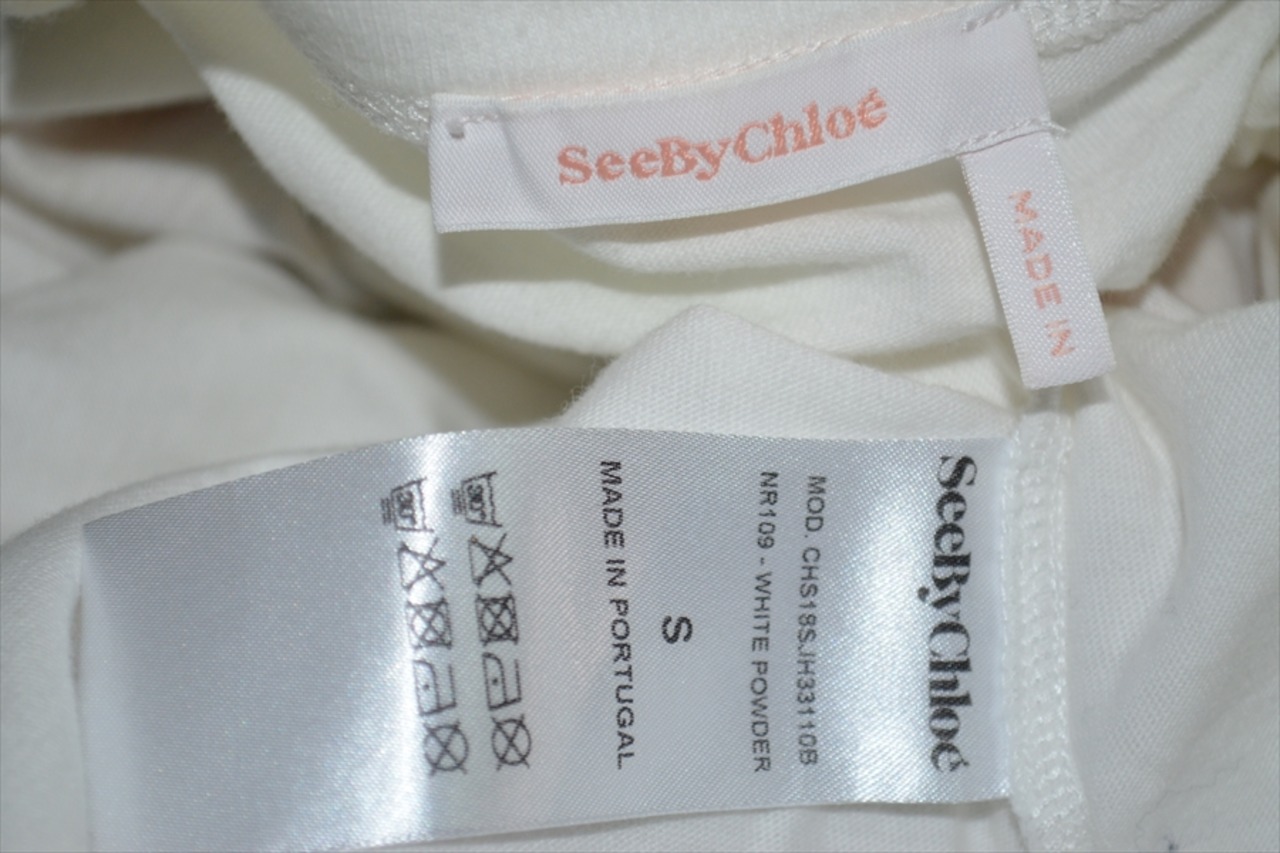 SeeByChloé
MADE IN
SeeByChloé
MOD. CHS18SJH33110B
NR109 - WHITE POWDER
S
MADE IN PORTUGAL
30°
30°